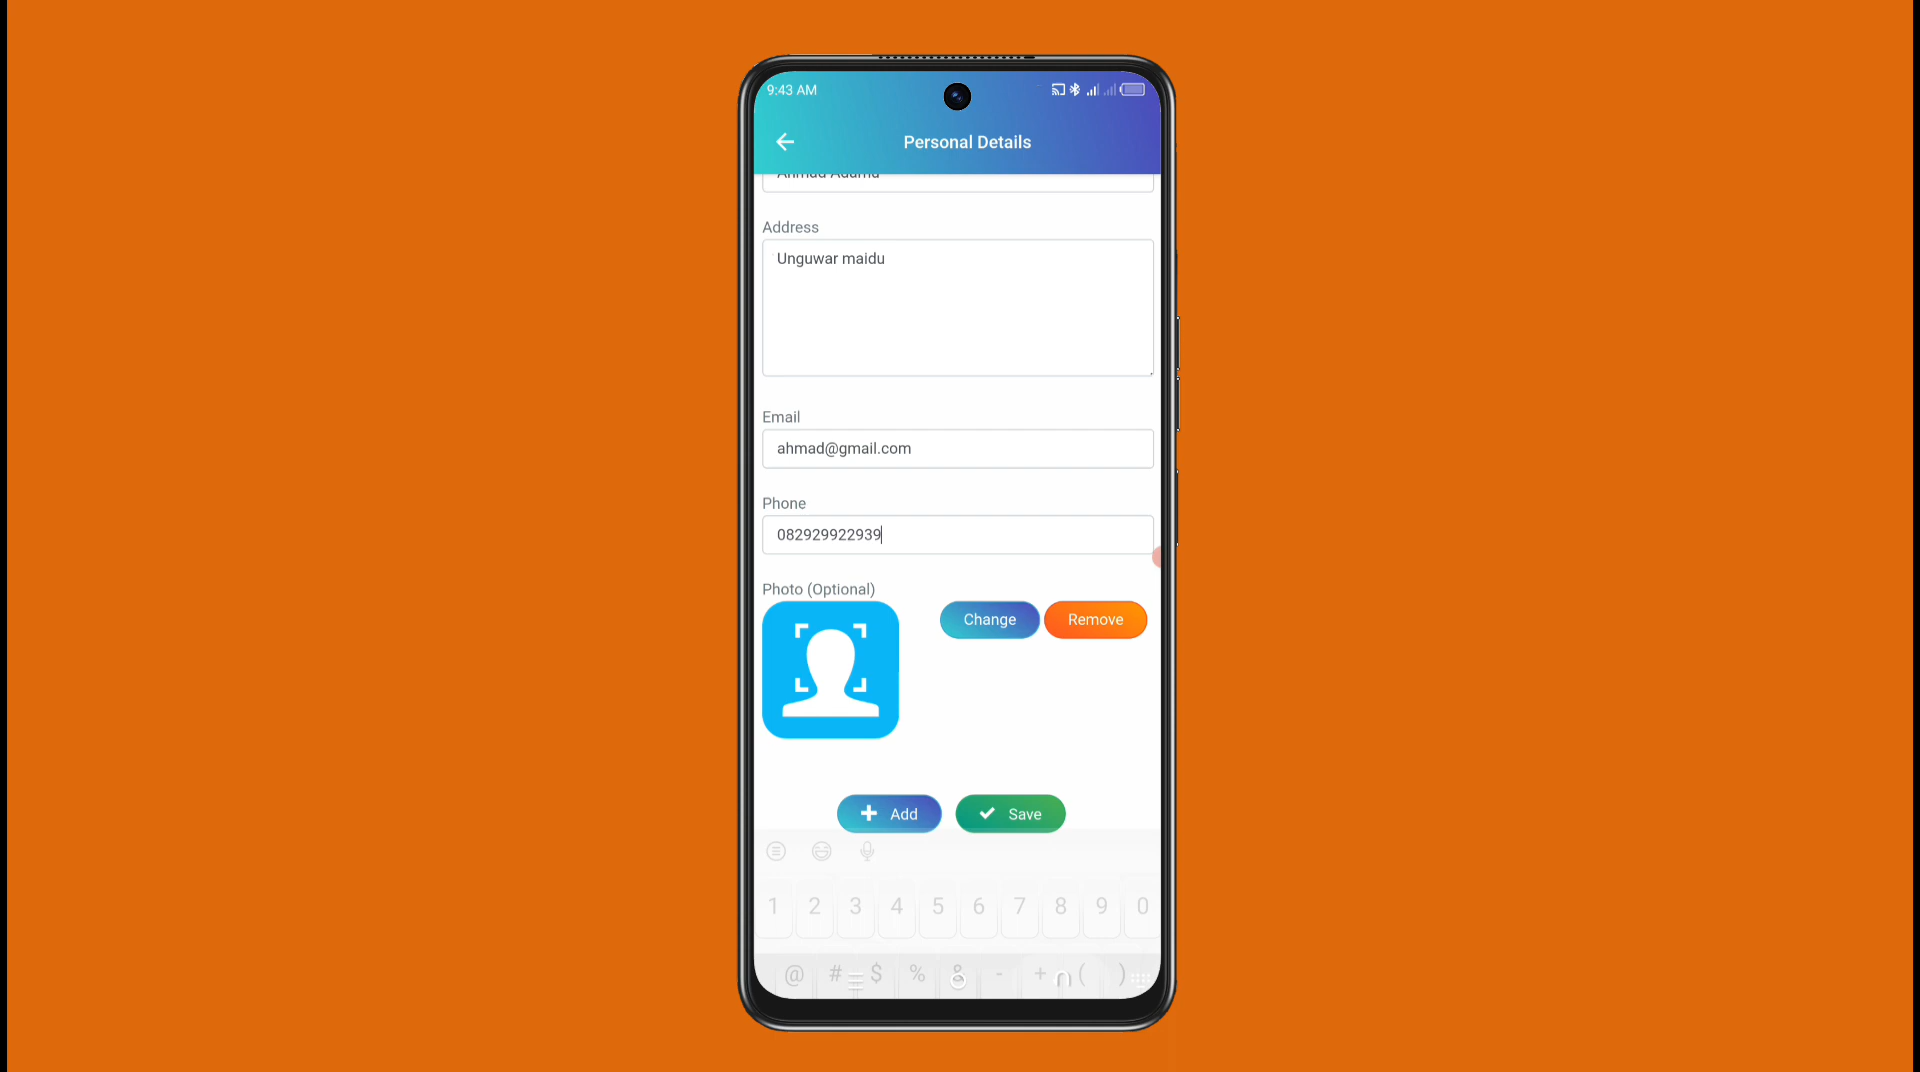 9:43 AM
Personal Details
Ahmad Adamu
Address
Unguwar maidu
Email
ahmad@gmail.com
Phone
082929922939
Photo (Optional)
Change
Remove
Add
Save
1 2 3 4 5 6 7 8 9 0
@ # $ % & - + ( )